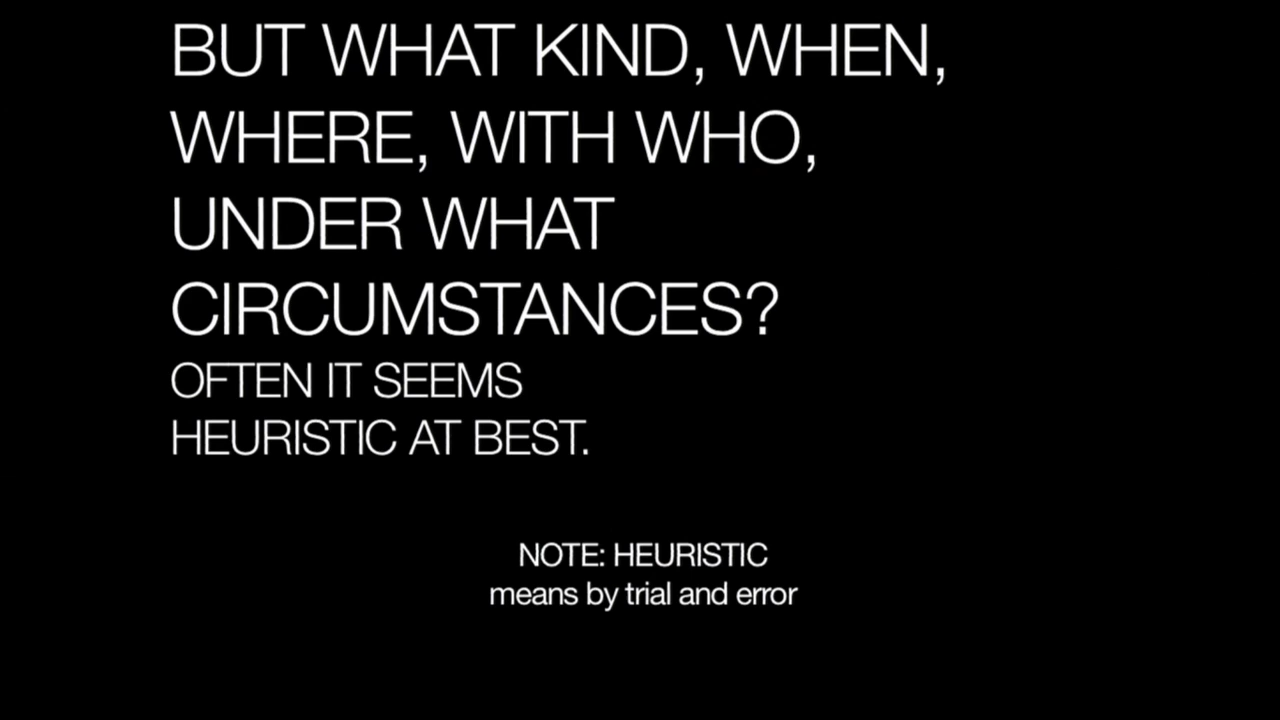 BUT WHAT KIND, WHEN,
WHERE, WITH WHO,
UNDER WHAT
CIRCUMSTANCES?
OFTEN IT SEEMS
HEURISTIC AT BEST.
NOTE: HEURISTIC
means by trial and error